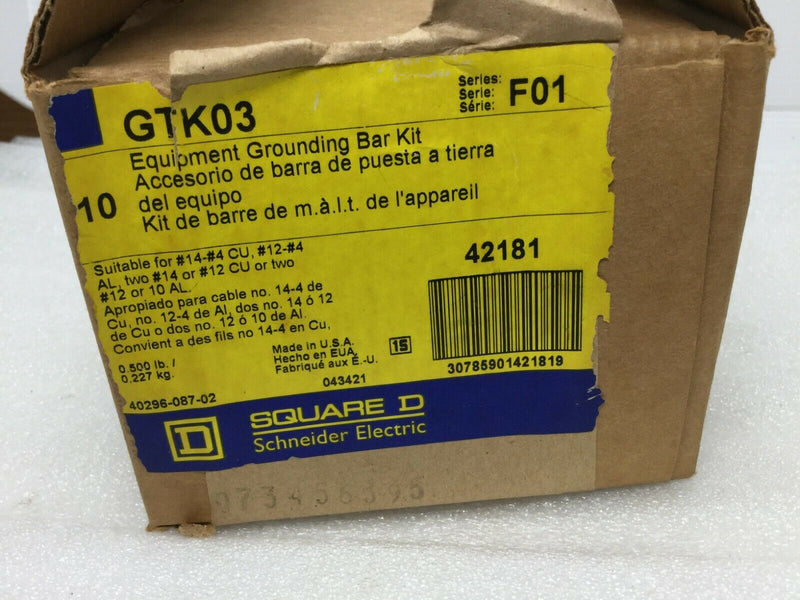 GTK03
Series:
Serie:
Série:
F01
10
Equipment Grounding Bar Kit
Accesorio de barra de puesta a tierra
del equipo
Kit de barre de m.à.l.t. de l'appareil
Suitable for #14-#4 CU, #12-#4
AL, two #14 or #12 CU or two
#12 or 10 AL.
Apropiado para cable no. 14-4 de
Cu, no. 12-4 de Al, dos no. 14 ó 12
de Cu o dos no. 12 ó 10 de Al.
Convient a des fils no 14-4 en Cu,
0.500 lb. /
0.227 kg.
Made in U.S.A.
Hecho en EUA,
Fabriqué aux É.-U.
15
043421
40296-087-02
42181
30785901421819
D
SQUARE D
Schneider Electric